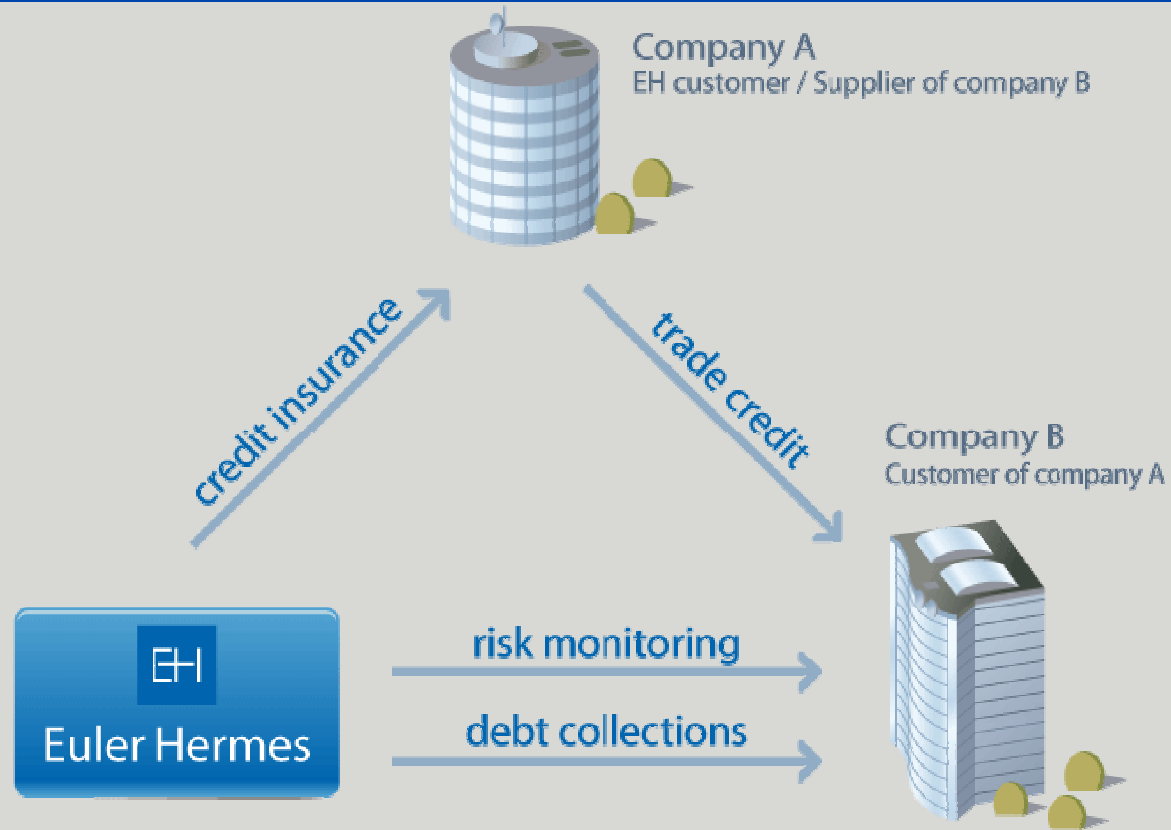 Company A
EH customer / Supplier of company B
credit insurance
trade credit
Company B
Customer of company A
risk monitoring
debt collections
EH
Euler Hermes